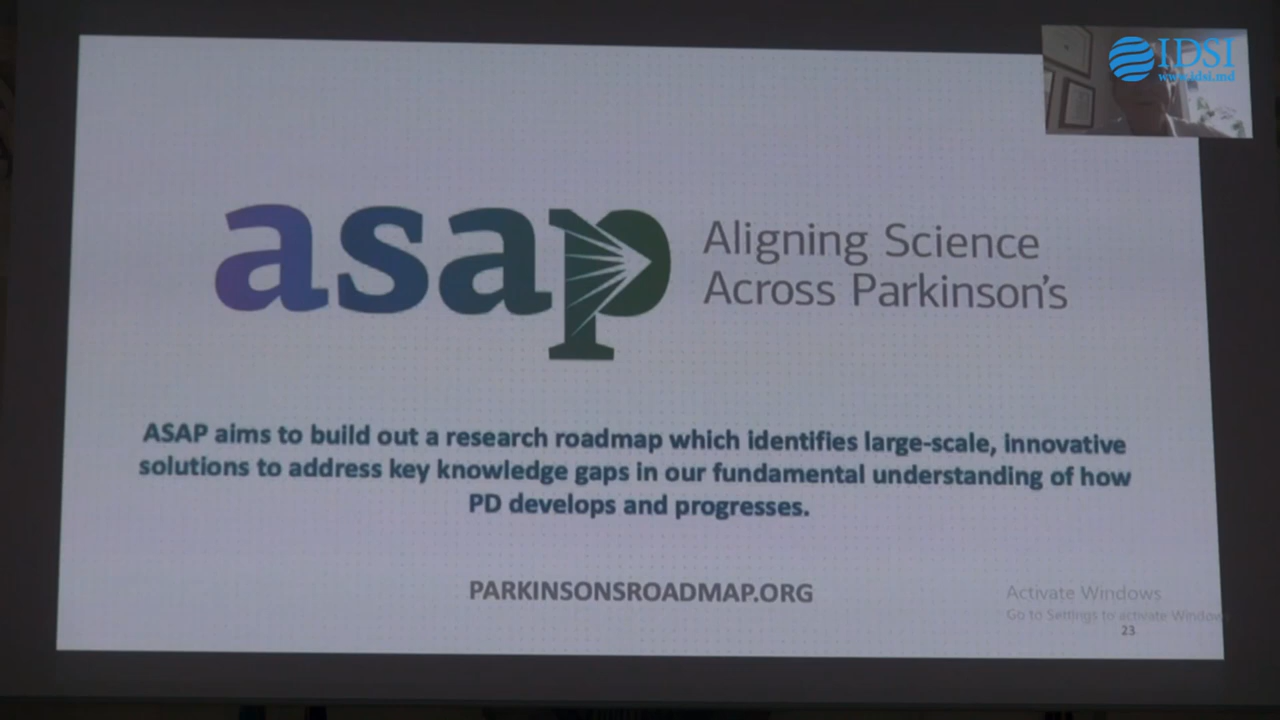 IDSI
www.idsi.md
asap
Aligning Science
Across Parkinson's
ASAP aims to build out a research roadmap which identifies large-scale, innovative
solutions to address key knowledge gaps in our fundamental understanding of how
PD develops and progresses.
PARKINSONSROADMAP.ORG
Activate Windows
Go to Settings to activate Windows
23